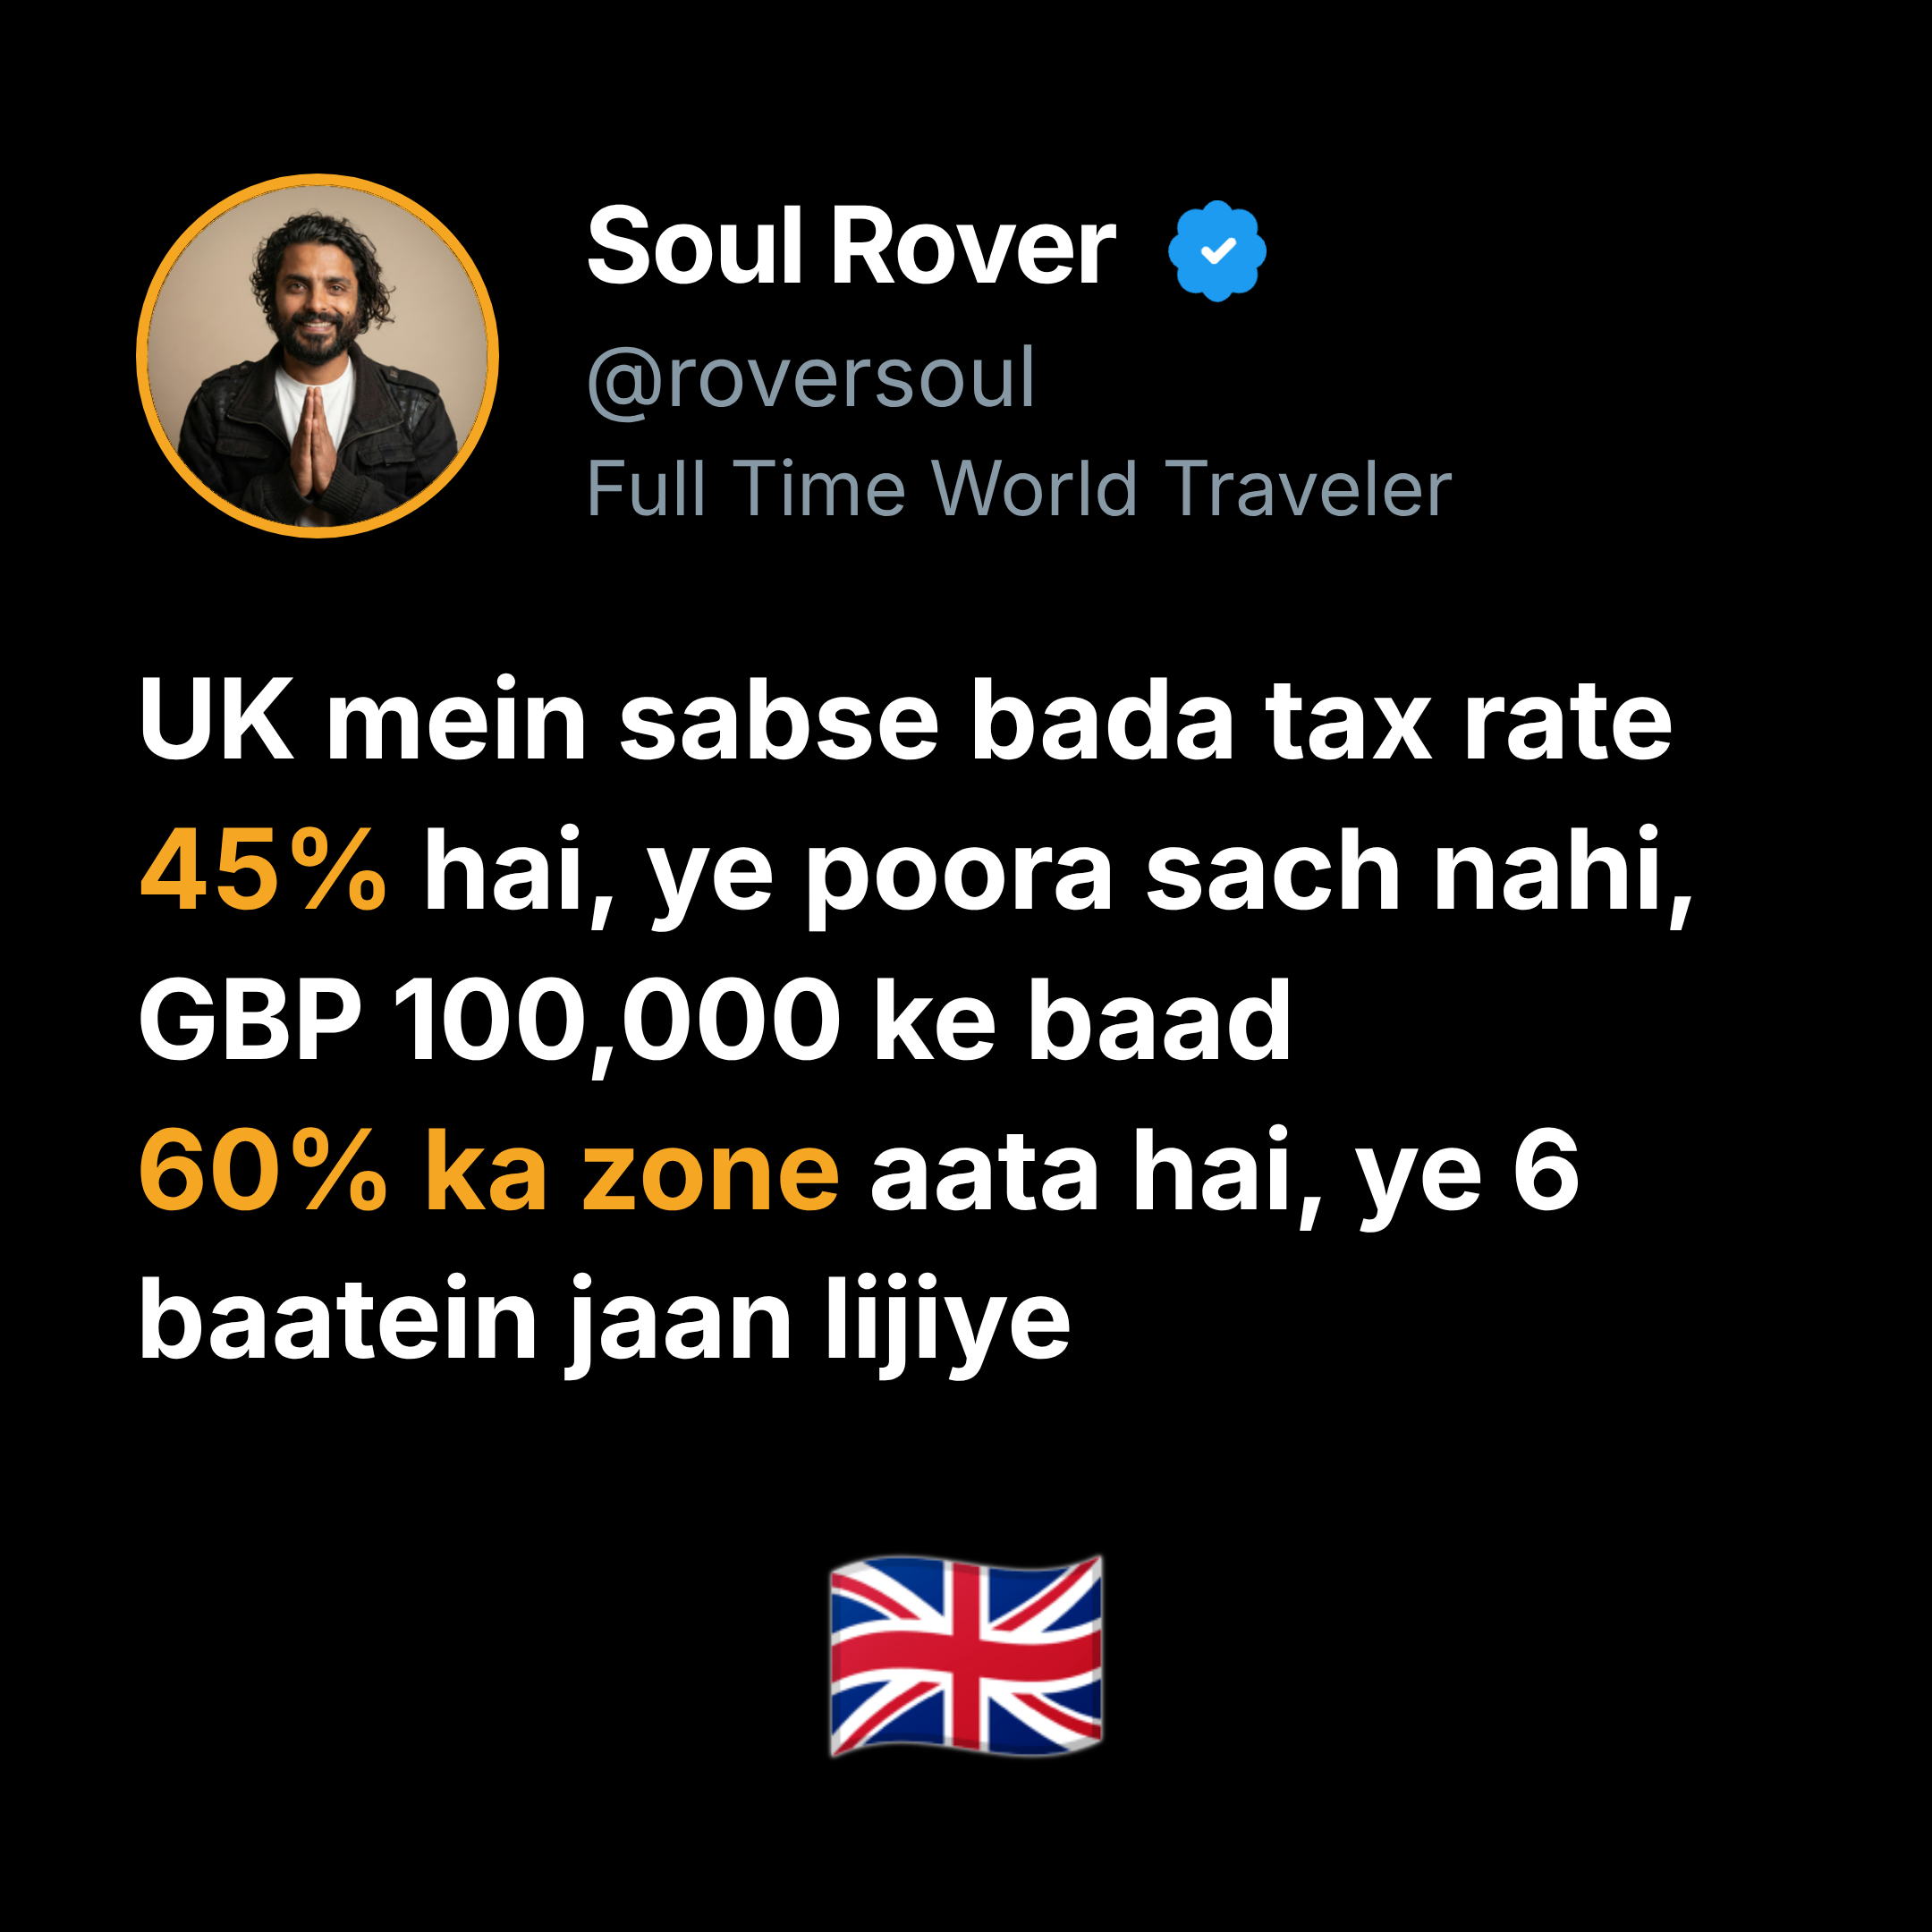 Soul Rover
@roversoul
Full Time World Traveler
UK mein sabse bada tax rate
45% hai, ye poora sach nahi,
GBP 100,000 ke baad
60% ka zone aata hai, ye 6
baatein jaan lijiye